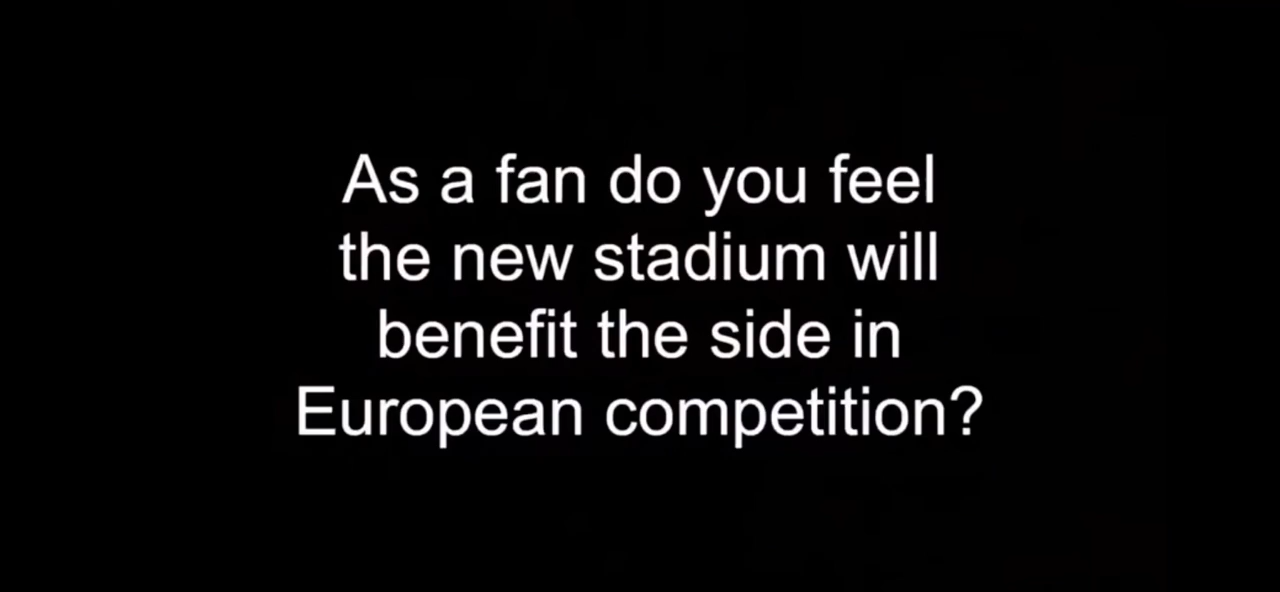 As a fan do you feel
the new stadium will
benefit the side in
European competition?